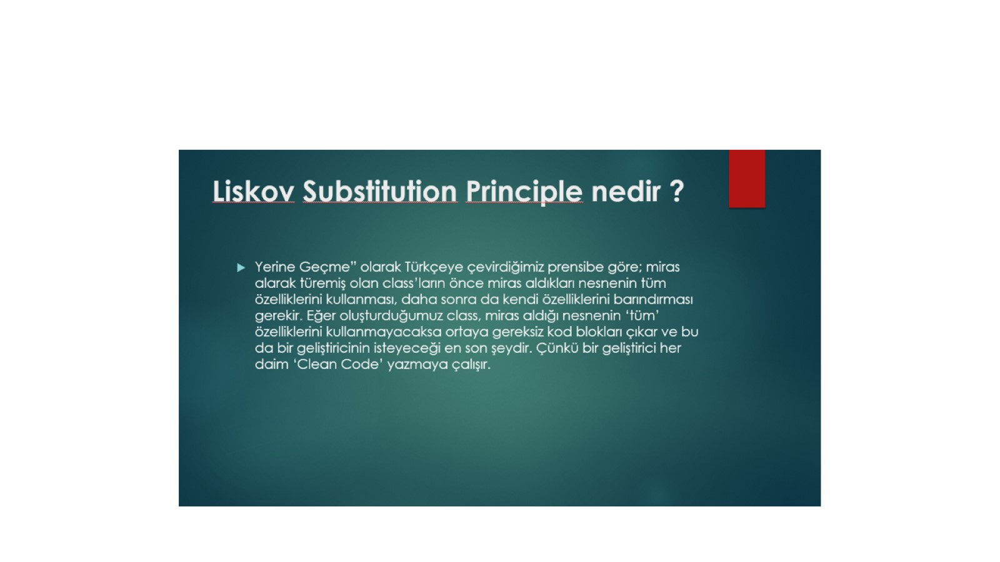 Liskov Substitution Principle nedir ?
Yerine Geçme” olarak Türkçeye çevirdiğimiz prensibe göre; miras
alarak türemiş olan class’ların önce miras aldıkları nesnenin tüm
özelliklerini kullanması, daha sonra da kendi özelliklerini barındırması
gerekir. Eğer oluşturduğumuz class, miras aldığı nesnenin ‘tüm’
özelliklerini kullanmayacaksa ortaya gereksiz kod blokları çıkar ve bu
da bir geliştiricinin isteyeceği en son şeydir. Çünkü bir geliştirici her
daim ‘Clean Code’ yazmaya çalışır.